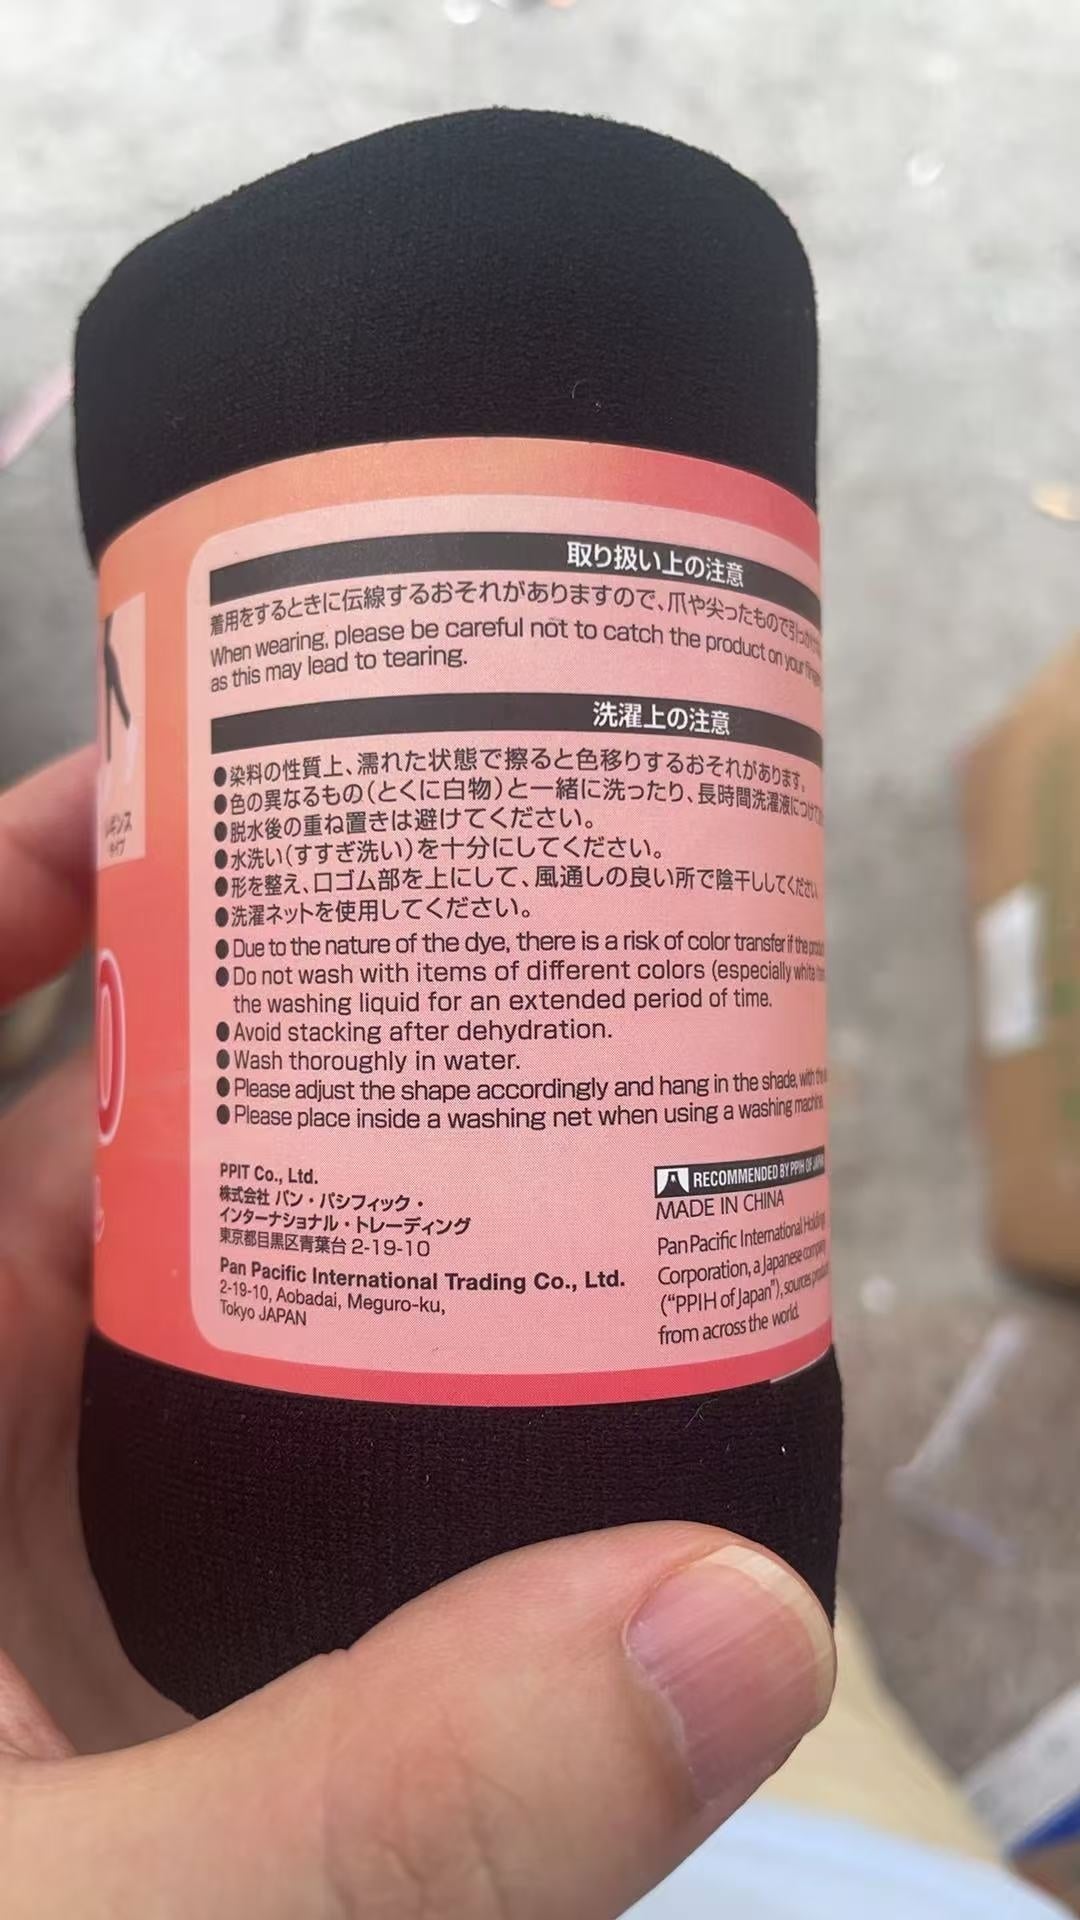 取り扱い上の注意
着用をするときに伝線するおそれがありますので、爪や尖ったもので引っかけ
When wearing, please be careful not to catch the product on your
as this may lead to tearing.
洗濯上の注意
●染料の性質上、濡れた状態で擦ると色移りするおそれがあります。
●色の異なるもの(とくに白物)と一緒に洗ったり、長時間洗濯液につけ
●脱水後の重ね置きは避けてください。
●水洗い(すすぎ洗い)を十分にしてください。
●形を整え、口ゴム部を上にして、風通しの良い所で陰干ししてください
●洗濯ネットを使用してください。
●Due to the nature of the dye, there is a risk of color transfer if the
●Do not wash with items of different colors (especially white
the washing liquid for an extended period of time.
●Avoid stacking after dehydration.
●Wash thoroughly in water.
●Please adjust the shape accordingly and hang in the shade, with the
●Please place inside a washing net when using a washing machine.
PPIT Co., Ltd.
株式会社 パン・パシフィック・
インターナショナル・トレーディング
東京都目黒区青葉台 2-19-10
Pan Pacific International Trading Co., Ltd.
2-19-10, Aobadai, Meguro-ku,
Tokyo JAPAN
RECOMMENDED BY PPIH OF JAPAN
MADE IN CHINA
Pan Pacific International Holdings
Corporation, a Japanese company
("PPIH of Japan"), sources products
from across the world.
レギンス
タイプ